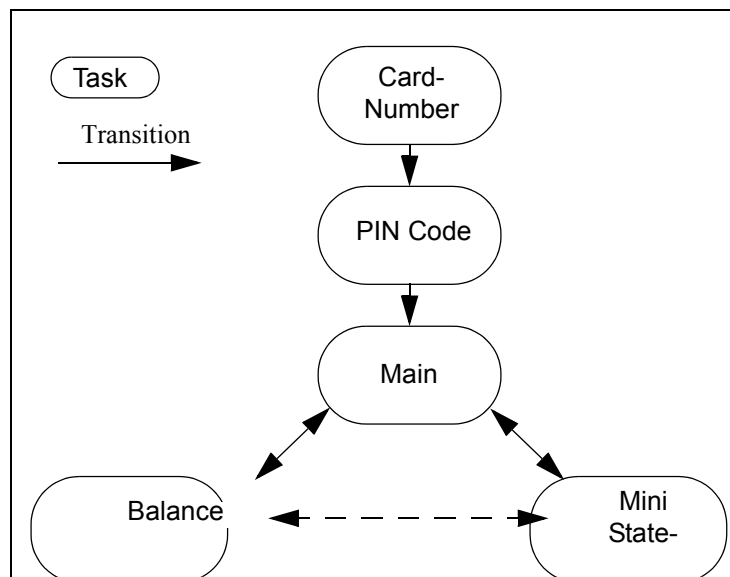 Task
Transition
Card-
Number
PIN Code
Main
Balance
Mini
State-